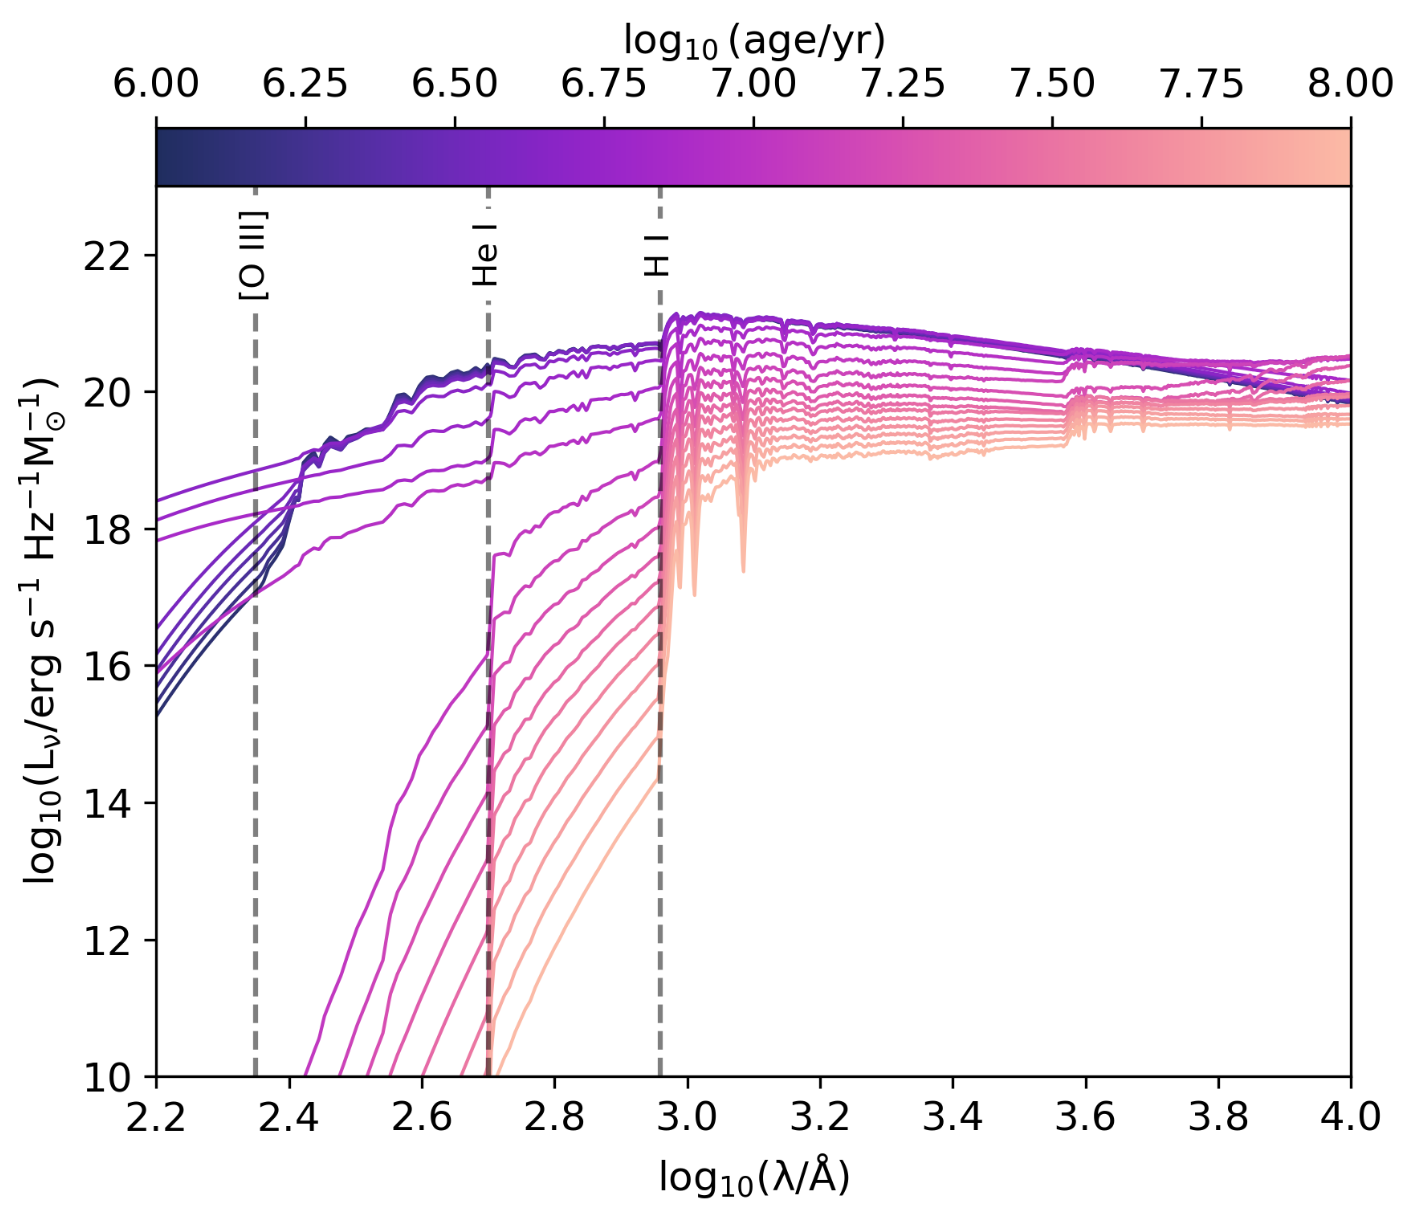 log₁₀(age/yr)
6.00 6.25 6.50 6.75 7.00 7.25 7.50 7.75 8.00
[O III]
He I
H I
22
20
18
16
14
12
10
log₁₀(Lᵥ/erg s⁻¹ Hz⁻¹M⊙⁻¹)
2.2 2.4 2.6 2.8 3.0 3.2 3.4 3.6 3.8 4.0
log₁₀(λ/Å)